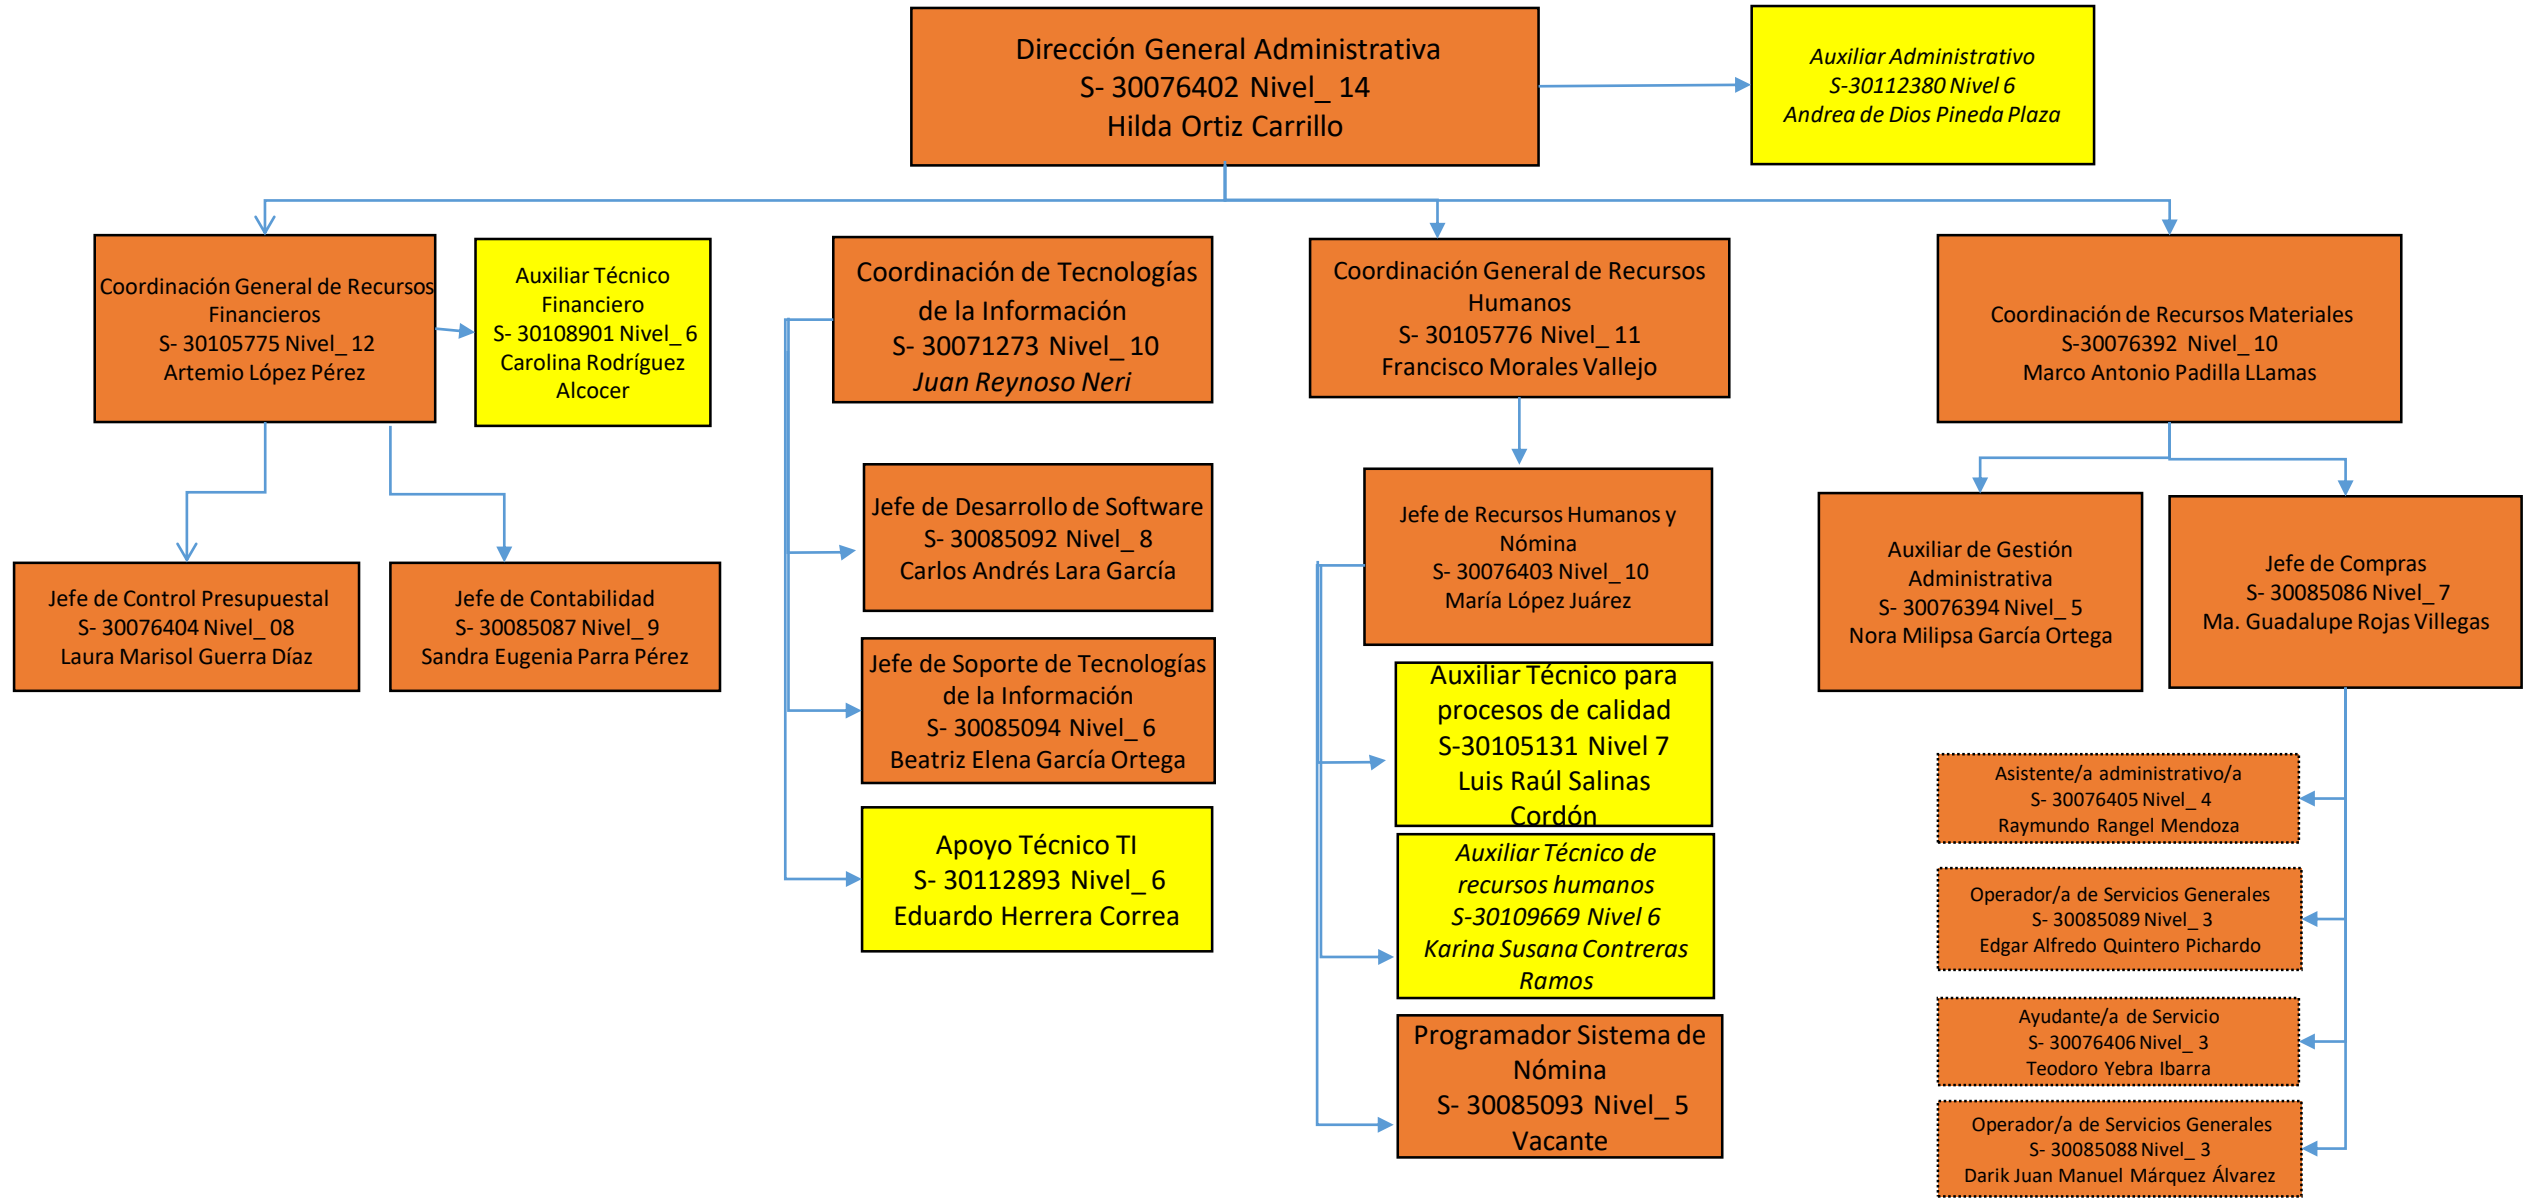 Dirección General Administrativa
S- 30076402 Nivel_ 14
Hilda Ortiz Carrillo
Auxiliar Administrativo
S-30112380 Nivel 6
Andrea de Dios Pineda Plaza
Coordinación General de Recursos
Financieros
S- 30105775 Nivel_ 12
Artemio López Pérez
Auxiliar Técnico
Financiero
S- 30108901 Nivel_ 6
Carolina Rodríguez
Alcocer
Coordinación de Tecnologías
de la Información
S- 30071273 Nivel_ 10
Juan Reynoso Neri
Coordinación General de Recursos
Humanos
S- 30105776 Nivel_ 11
Francisco Morales Vallejo
Coordinación de Recursos Materiales
S-30076392 Nivel_ 10
Marco Antonio Padilla LLamas
Jefe de Control Presupuestal
S- 30076404 Nivel_ 08
Laura Marisol Guerra Díaz
Jefe de Contabilidad
S- 30085087 Nivel_ 9
Sandra Eugenia Parra Pérez
Jefe de Desarrollo de Software
S- 30085092 Nivel_ 8
Carlos Andrés Lara García
Jefe de Soporte de Tecnologías
de la Información
S- 30085094 Nivel_ 6
Beatriz Elena García Ortega
Apoyo Técnico TI
S- 30112893 Nivel_ 6
Eduardo Herrera Correa
Jefe de Recursos Humanos y
Nómina
S- 30076403 Nivel_ 10
María López Juárez
Auxiliar Técnico para
procesos de calidad
S-30105131 Nivel 7
Luis Raúl Salinas
Cordón
Auxiliar Técnico de
recursos humanos
S-30109669 Nivel 6
Karina Susana Contreras
Ramos
Programador Sistema de
Nómina
S- 30085093 Nivel_ 5
Vacante
Auxiliar de Gestión
Administrativa
S- 30076394 Nivel_ 5
Nora Milipsa García Ortega
Jefe de Compras
S- 30085086 Nivel_ 7
Ma. Guadalupe Rojas Villegas
Asistente/a administrativo/a
S- 30076405 Nivel_ 4
Raymundo Rangel Mendoza
Operador/a de Servicios Generales
S- 30085089 Nivel_ 3
Edgar Alfredo Quintero Pichardo
Ayudante/a de Servicio
S- 30076406 Nivel_ 3
Teodoro Yebra Ibarra
Operador/a de Servicios Generales
S- 30085088 Nivel_ 3
Darik Juan Manuel Márquez Álvarez